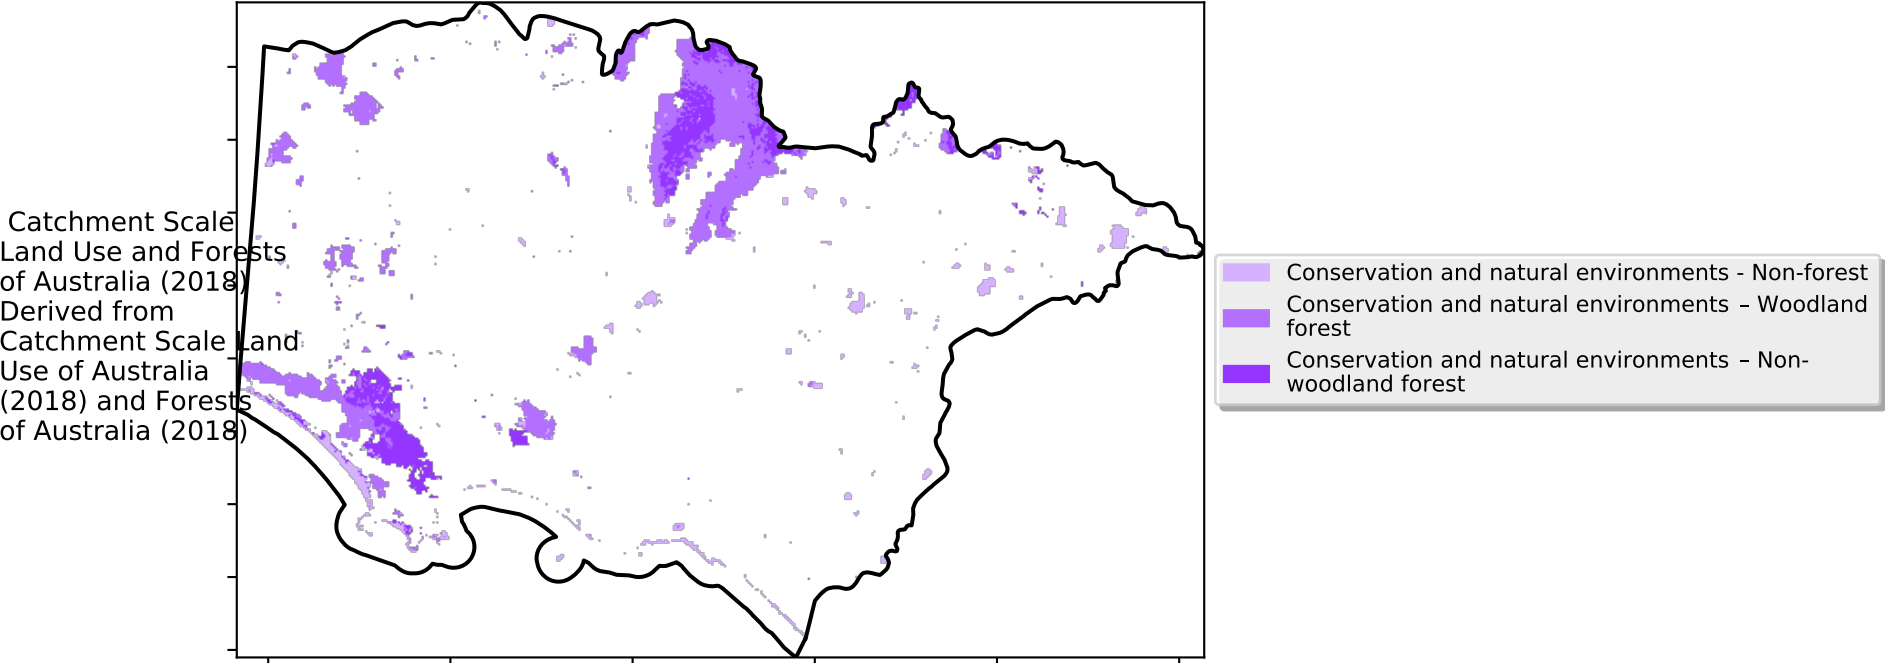 Catchment Scale
Land Use and Forests
of Australia (2018)
Derived from
Catchment Scale Land
Use of Australia
(2018) and Forests
of Australia (2018)
Conservation and natural environments - Non-forest
Conservation and natural environments – Woodland
forest
Conservation and natural environments – Non-
woodland forest